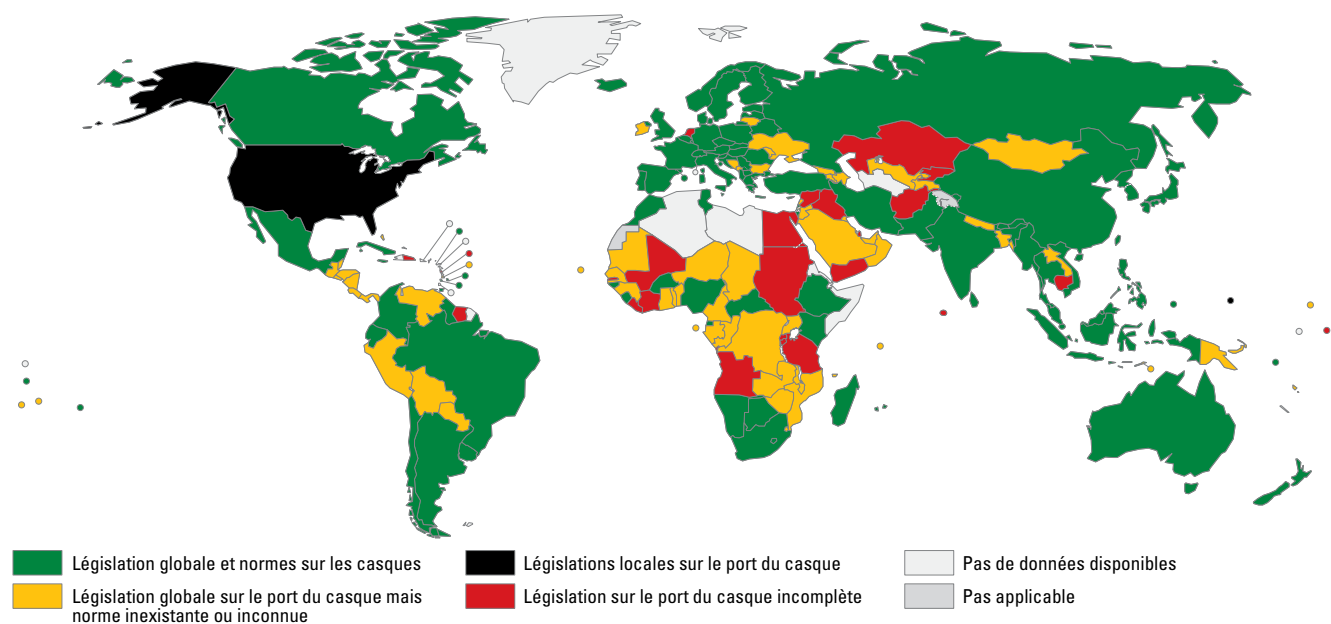 Législation globale et normes sur les casques
Législation globale sur le port du casque mais
norme inexistante ou inconnue
Législations locales sur le port du casque
Législation sur le port du casque incomplète
Pas de données disponibles
Pas applicable